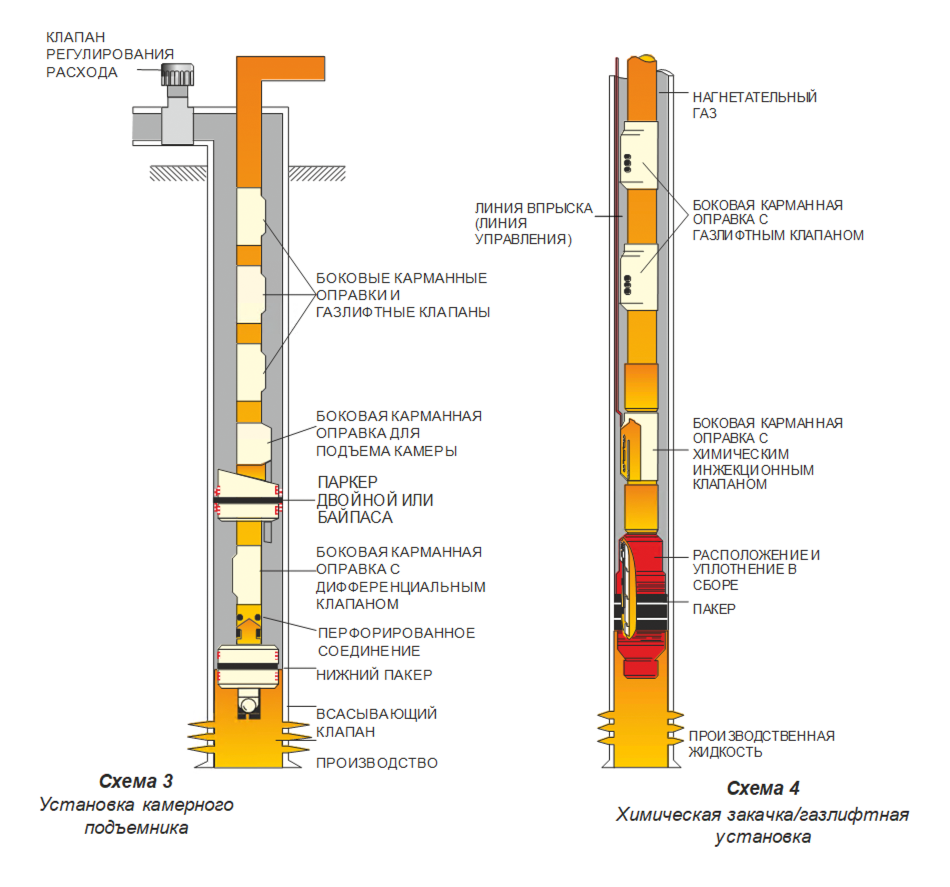 КЛАПАН
РЕГУЛИРОВАНИЯ
РАСХОДА
БОКОВЫЕ КАРМАННЫЕ
ОПРАВКИ И
ГАЗЛИФТНЫЕ КЛАПАНЫ
БОКОВАЯ КАРМАННАЯ
ОПРАВКА ДЛЯ
ПОДЪЕМА КАМЕРЫ
ПАРКЕР
ДВОЙНОЙ ИЛИ
БАЙПАСА
БОКОВАЯ КАРМАННАЯ
ОПРАВКА С
ДИФФЕРЕНЦИАЛЬНЫМ
КЛАПАНОМ
ПЕРФОРИРОВАННОЕ
СОЕДИНЕНИЕ
НИЖНИЙ ПАКЕР
ВСАСЫВАЮЩИЙ
КЛАПАН
ПРОИЗВОДСТВО
Схема 3
Установка камерного
подъемника
НАГНЕТАТЕЛЬНЫЙ
ГАЗ
ЛИНИЯ ВПРЫСКА
(ЛИНИЯ
УПРАВЛЕНИЯ)
БОКОВАЯ КАРМАННАЯ
ОПРАВКА С
ГАЗЛИФТНЫМ КЛАПАНОМ
БОКОВАЯ КАРМАННАЯ
ОПРАВКА С
ХИМИЧЕСКИМ
ИНЖЕКЦИОННЫМ
КЛАПАНОМ
РАСПОЛОЖЕНИЕ И
УПЛОТНЕНИЕ В
СБОРЕ
ПАКЕР
ПРОИЗВОДСТВЕННАЯ
ЖИДКОСТЬ
Схема 4
Химическая закачка/газлифтная
установка